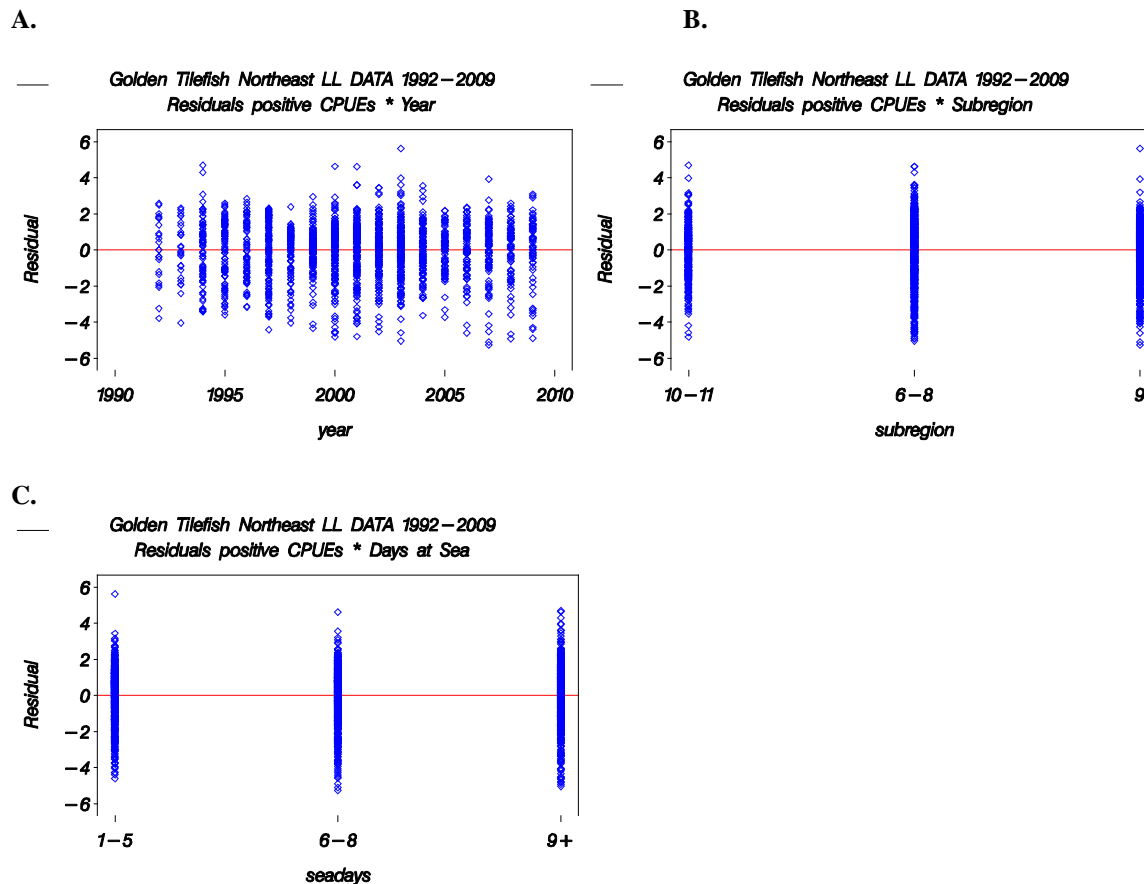 A.
Golden Tilefish Northeast LL DATA 1992−2009
Residuals positive CPUEs * Year
Residual
6
4
2
0
−2
−4
−6
1990 1995 2000 2005 2010
year
B.
Golden Tilefish Northeast LL DATA 1992−2009
Residuals positive CPUEs * Subregion
Residual
6
4
2
0
−2
−4
−6
10−11 6−8 9
subregion
C.
Golden Tilefish Northeast LL DATA 1992−2009
Residuals positive CPUEs * Days at Sea
Residual
6
4
2
0
−2
−4
−6
1−5 6−8 9+
seadays